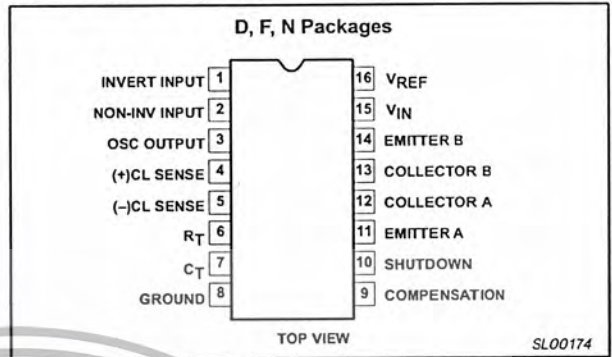 D, F, N Packages
INVERT INPUT 1
16 VREF
NON-INV INPUT 2
15 VIN
OSC OUTPUT 3
14 EMITTER B
(+)CL SENSE 4
13 COLLECTOR B
(–)CL SENSE 5
12 COLLECTOR A
RT 6
11 EMITTER A
CT 7
10 SHUTDOWN
GROUND 8
9 COMPENSATION
TOP VIEW
SL00174